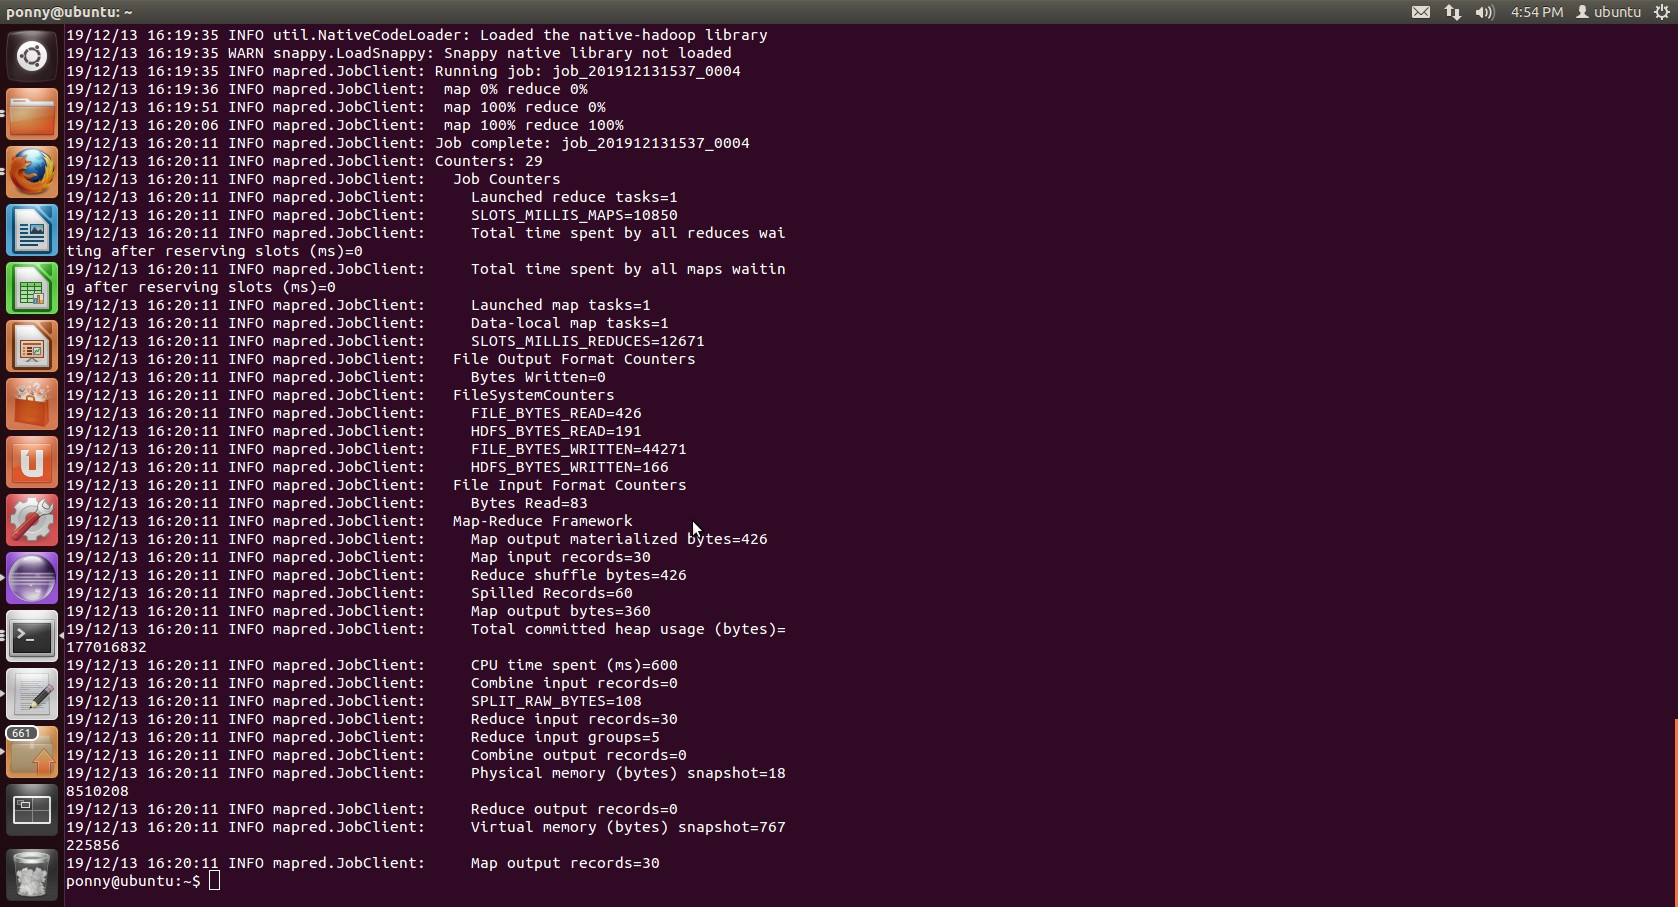 ponny@ubuntu: ~
4:54 PM ubuntu
19/12/13 16:19:35 INFO util.NativeCodeLoader: Loaded the native-hadoop library
19/12/13 16:19:35 WARN snappy.LoadSnappy: Snappy native library not loaded
19/12/13 16:19:35 INFO mapred.JobClient: Running job: job_201912131537_0004
19/12/13 16:19:36 INFO mapred.JobClient:  map 0% reduce 0%
19/12/13 16:19:51 INFO mapred.JobClient:  map 100% reduce 0%
19/12/13 16:20:06 INFO mapred.JobClient:  map 100% reduce 100%
19/12/13 16:20:11 INFO mapred.JobClient: Job complete: job_201912131537_0004
19/12/13 16:20:11 INFO mapred.JobClient: Counters: 29
19/12/13 16:20:11 INFO mapred.JobClient:   Job Counters
19/12/13 16:20:11 INFO mapred.JobClient:     Launched reduce tasks=1
19/12/13 16:20:11 INFO mapred.JobClient:     SLOTS_MILLIS_MAPS=10850
19/12/13 16:20:11 INFO mapred.JobClient:     Total time spent by all reduces wai
ting after reserving slots (ms)=0
19/12/13 16:20:11 INFO mapred.JobClient:     Total time spent by all maps waitin
g after reserving slots (ms)=0
19/12/13 16:20:11 INFO mapred.JobClient:     Launched map tasks=1
19/12/13 16:20:11 INFO mapred.JobClient:     Data-local map tasks=1
19/12/13 16:20:11 INFO mapred.JobClient:     SLOTS_MILLIS_REDUCES=12671
19/12/13 16:20:11 INFO mapred.JobClient:   File Output Format Counters
19/12/13 16:20:11 INFO mapred.JobClient:     Bytes Written=0
19/12/13 16:20:11 INFO mapred.JobClient:   FileSystemCounters
19/12/13 16:20:11 INFO mapred.JobClient:     FILE_BYTES_READ=426
19/12/13 16:20:11 INFO mapred.JobClient:     HDFS_BYTES_READ=191
19/12/13 16:20:11 INFO mapred.JobClient:     FILE_BYTES_WRITTEN=44271
19/12/13 16:20:11 INFO mapred.JobClient:     HDFS_BYTES_WRITTEN=166
19/12/13 16:20:11 INFO mapred.JobClient:   File Input Format Counters
19/12/13 16:20:11 INFO mapred.JobClient:     Bytes Read=83
19/12/13 16:20:11 INFO mapred.JobClient:   Map-Reduce Framework
19/12/13 16:20:11 INFO mapred.JobClient:     Map output materialized bytes=426
19/12/13 16:20:11 INFO mapred.JobClient:     Map input records=30
19/12/13 16:20:11 INFO mapred.JobClient:     Reduce shuffle bytes=426
19/12/13 16:20:11 INFO mapred.JobClient:     Spilled Records=60
19/12/13 16:20:11 INFO mapred.JobClient:     Map output bytes=360
19/12/13 16:20:11 INFO mapred.JobClient:     Total committed heap usage (bytes)=
177016832
19/12/13 16:20:11 INFO mapred.JobClient:     CPU time spent (ms)=600
19/12/13 16:20:11 INFO mapred.JobClient:     Combine input records=0
19/12/13 16:20:11 INFO mapred.JobClient:     SPLIT_RAW_BYTES=108
19/12/13 16:20:11 INFO mapred.JobClient:     Reduce input records=30
19/12/13 16:20:11 INFO mapred.JobClient:     Reduce input groups=5
19/12/13 16:20:11 INFO mapred.JobClient:     Combine output records=0
19/12/13 16:20:11 INFO mapred.JobClient:     Physical memory (bytes) snapshot=18
8510208
19/12/13 16:20:11 INFO mapred.JobClient:     Reduce output records=0
19/12/13 16:20:11 INFO mapred.JobClient:     Virtual memory (bytes) snapshot=767
225856
19/12/13 16:20:11 INFO mapred.JobClient:     Map output records=30
ponny@ubuntu:~$
661